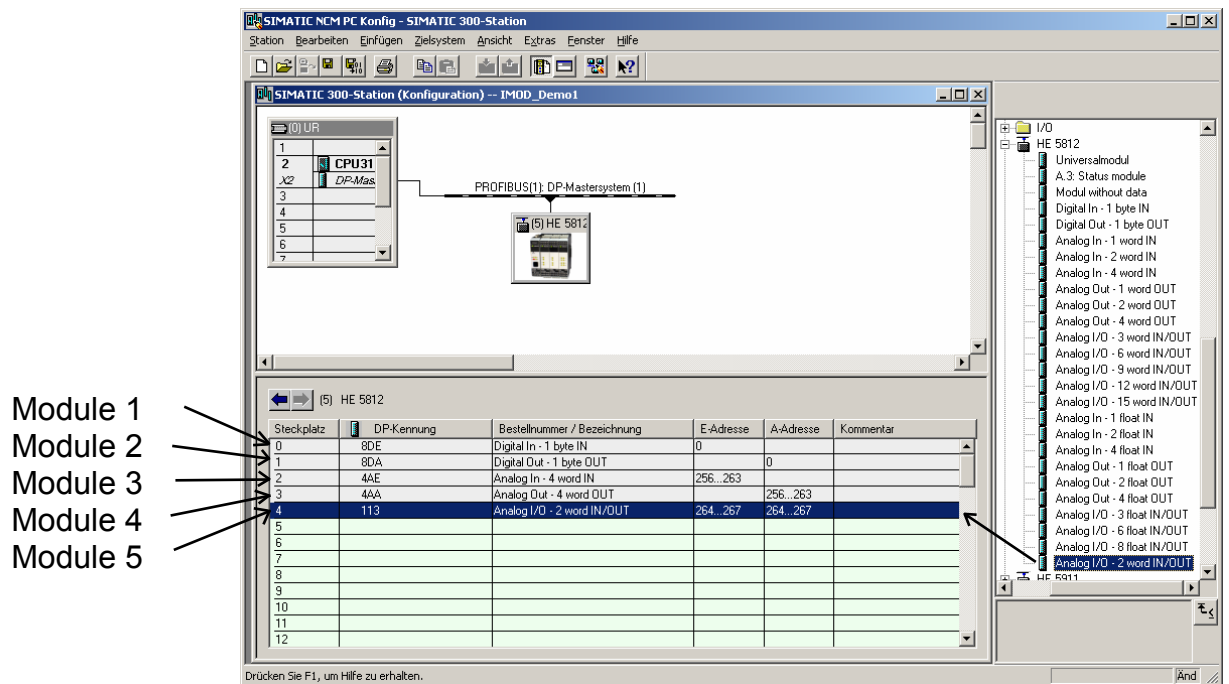 SIMATIC NCM PC Konfig - SIMATIC 300-Station
Station Bearbeiten Einfügen Zielsystem Ansicht Extras Fenster Hilfe
SIMATIC 300-Station (Konfiguration) -- IMOD_Demo1
(0) UR
1
2 CPU31
X2 DP-Mas
3
4
5
6
7
PROFIBUS(1): DP-Mastersystem (1)
(5) HE 5812
I/O
HE 5812
Universalmodul
A.3: Status module
Modul without data
Digital In - 1 byte IN
Digital Out - 1 byte OUT
Analog In - 1 word IN
Analog In - 2 word IN
Analog In - 4 word IN
Analog Out - 1 word OUT
Analog Out - 2 word OUT
Analog Out - 4 word OUT
Analog I/O - 3 word IN/OUT
Analog I/O - 6 word IN/OUT
Analog I/O - 9 word IN/OUT
Analog I/O - 12 word IN/OUT
Analog I/O - 15 word IN/OUT
Analog In - 1 float IN
Analog In - 2 float IN
Analog In - 4 float IN
Analog Out - 1 float OUT
Analog Out - 2 float OUT
Analog Out - 4 float OUT
Analog I/O - 3 float IN/OUT
Analog I/O - 6 float IN/OUT
Analog I/O - 8 float IN/OUT
Analog I/O - 2 word IN/OUT
HE 5911
Module 1
Module 2
Module 3
Module 4
Module 5
(5) HE 5812
Steckplatz DP-Kennung Bestellnummer / Bezeichnung E-Adresse A-Adresse Kommentar
0 8DE Digital In - 1 byte IN 0
1 8DA Digital Out - 1 byte OUT 0
2 4AE Analog In - 4 word IN 256...263
3 4AA Analog Out - 4 word OUT 256...263
4 113 Analog I/O - 2 word IN/OUT 264...267 264...267
5
6
7
8
9
10
11
12
Drücken Sie F1, um Hilfe zu erhalten. Änd